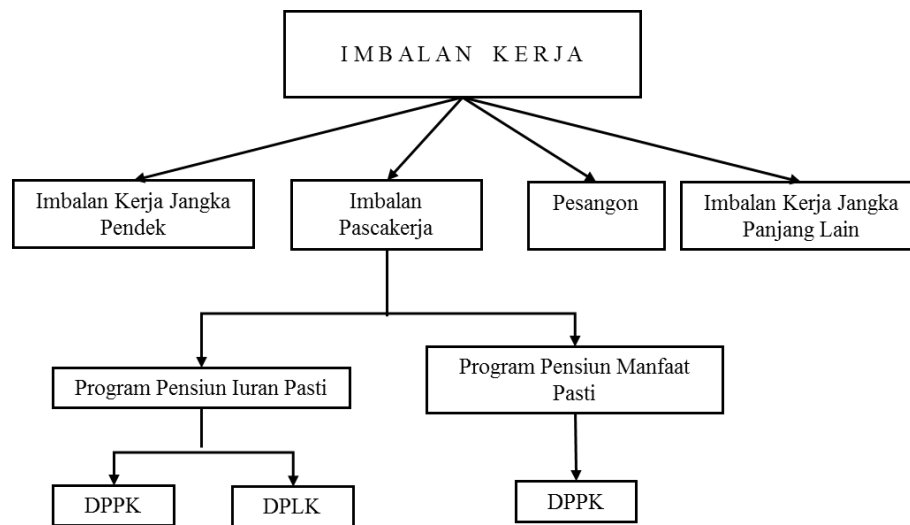 IMBALAN KERJA
Imbalan Kerja Jangka
Pendek
Imbalan
Pascakerja
Pesangon
Imbalan Kerja Jangka
Panjang Lain
Program Pensiun Iuran Pasti
Program Pensiun Manfaat
Pasti
DPPK
DPLK
DPPK